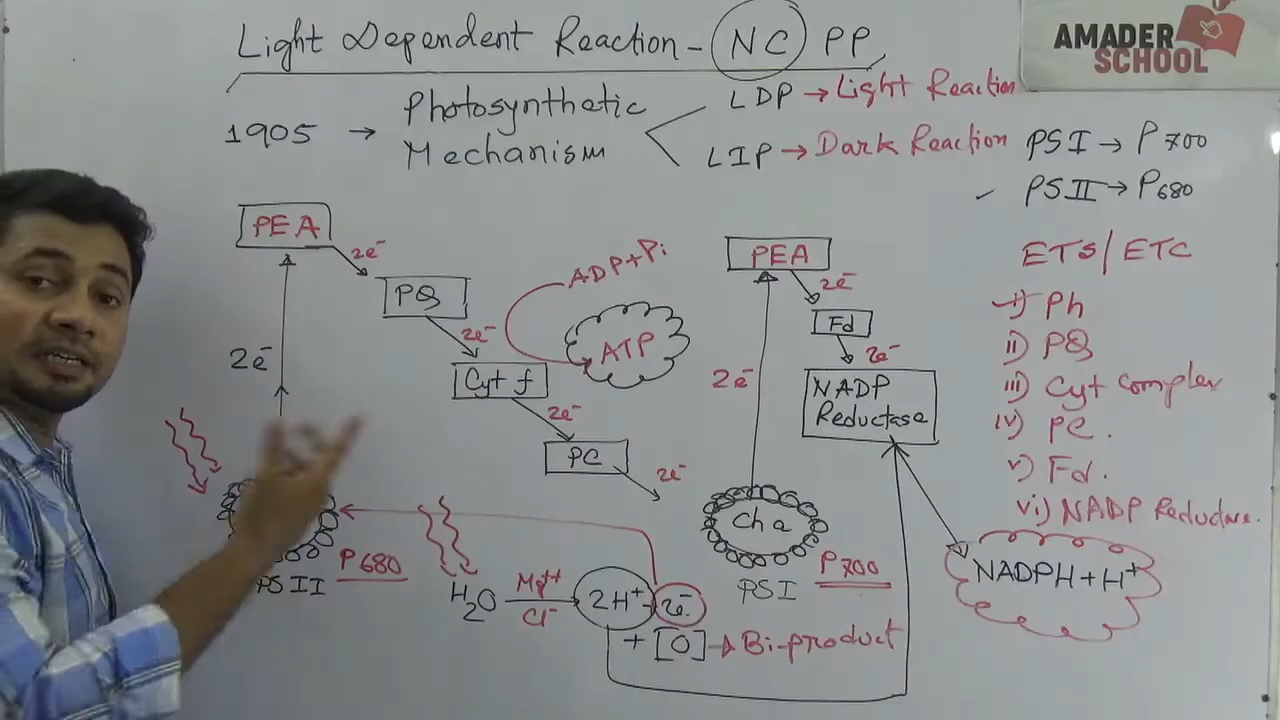 Light Dependent Reaction - NC PP
AMADER
SCHOOL
1905 → Photosynthetic
Mechanism
LDP → Light Reaction
LIP → Dark Reaction
PSI → P 700
PSII → P680
PEA
2e⁻
PQ
2e⁻
Cyt f
2e⁻
PC
2e⁻
2e⁻
ADP+Pi
ATP
PSII P680
PEA
2e⁻
Fd
2e⁻
NADP
Reductase
2e⁻
Ch a
PSI P700
ETS/ETC
i) Ph
ii) PQ
iii) Cyt complex
iv) PC.
v) Fd.
vi) NADP Reductase.
NADPH+H⁺
H₂O Mg⁺⁺ Cl⁻ 2H⁺ 2e⁻
+ [O] → Bi-product